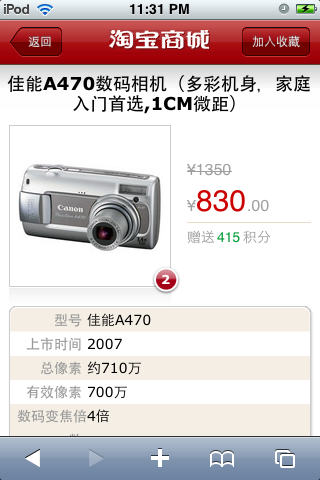 iPod 11:31 PM
返回 淘宝商城 加入收藏
佳能A470数码相机（多彩机身，家庭
入门首选,1CM微距）
¥1350
¥830.00
赠送 415 积分
Canon
2
型号 佳能A470
上市时间 2007
总像素 约710万
有效像素 700万
数码变焦倍 4倍